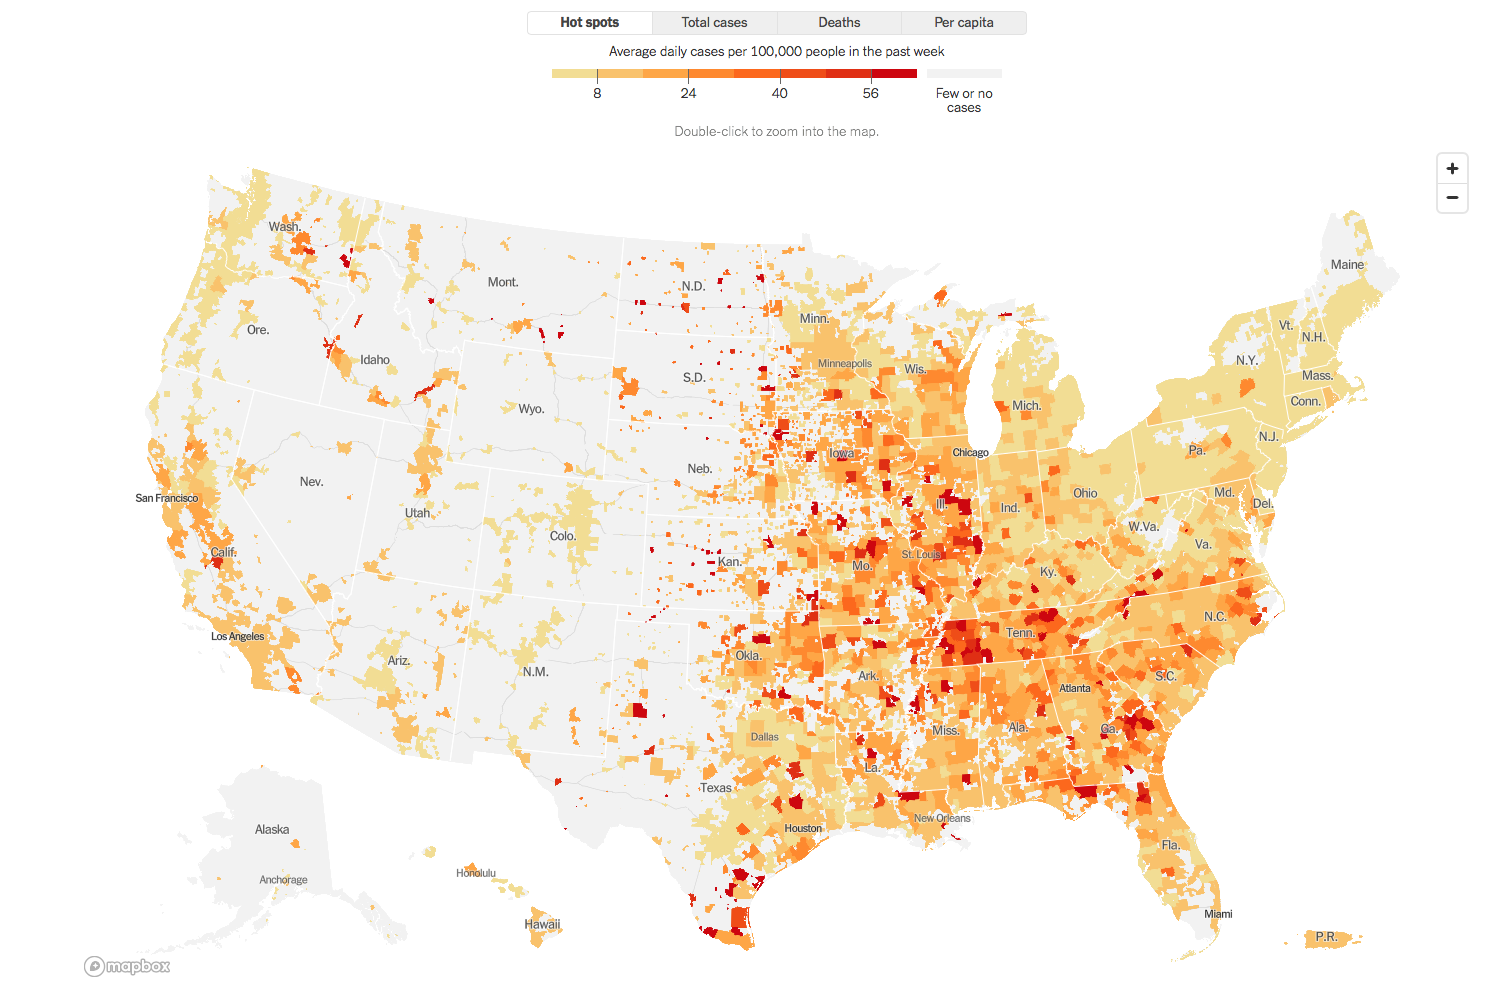 Hot spots
Total cases
Deaths
Per capita
Average daily cases per 100,000 people in the past week
8
24
40
56
Few or no
cases
Double-click to zoom into the map.
+
−
Wash.
Mont.
N.D.
Minn.
Maine
Ore.
Idaho
Vt.
N.H.
N.Y.
Minneapolis
Wis.
S.D.
Mass.
Conn.
Wyo.
Mich.
N.J.
Pa.
Iowa
Chicago
Neb.
Nev.
San Francisco
Ohio
Md.
Del.
Ill.
Ind.
Utah
W.Va.
Colo.
Va.
Calif.
St. Louis
Kan.
Mo.
Ky.
N.C.
Tenn.
Los Angeles
Okla.
Ariz.
N.M.
Ark.
S.C.
Atlanta
Miss.
Ala.
Ga.
Dallas
La.
Texas
New Orleans
Houston
Alaska
Fla.
Honolulu
Anchorage
Miami
Hawaii
P.R.
mapbox